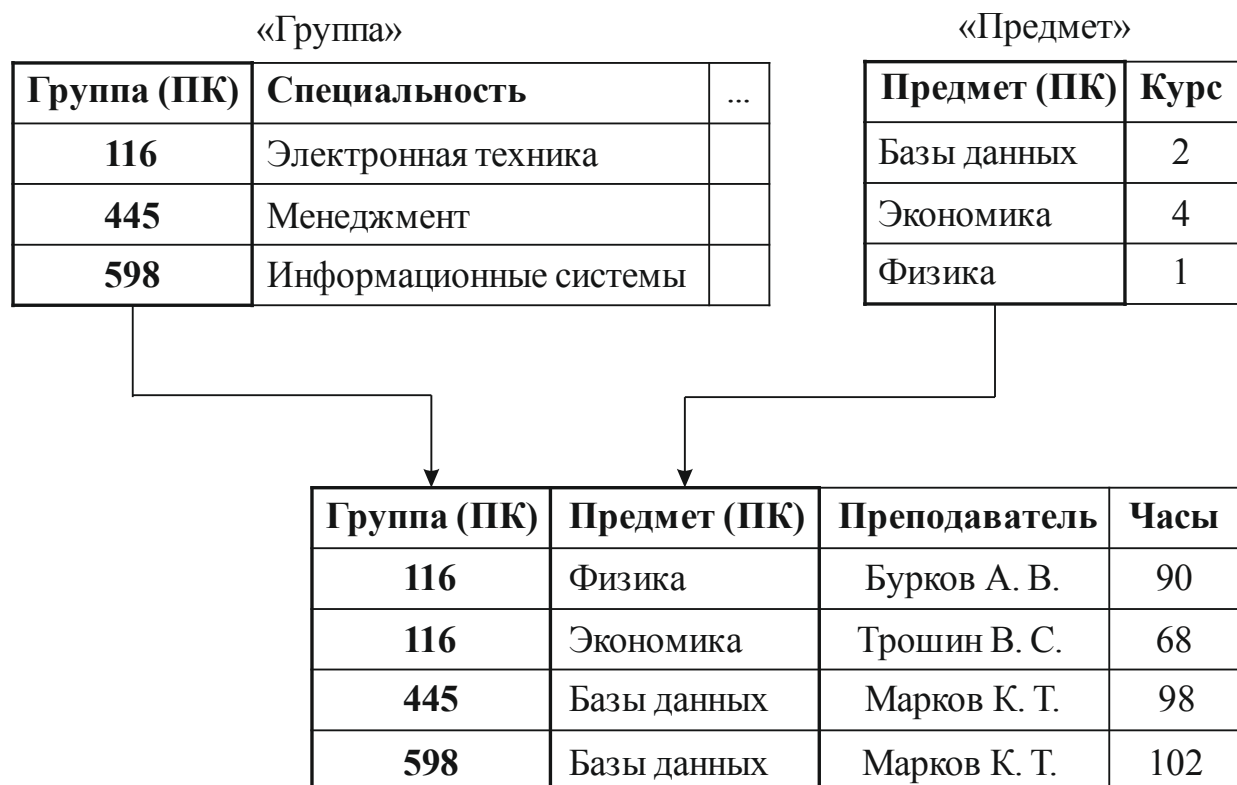 «Группа»
Группа (ПК) Специальность ...
116 Электронная техника
445 Менеджмент
598 Информационные системы
«Предмет»
Предмет (ПК) Курс
Базы данных 2
Экономика 4
Физика 1
Группа (ПК) Предмет (ПК) Преподаватель Часы
116 Физика Бурков А. В. 90
116 Экономика Трошин В. С. 68
445 Базы данных Марков К. Т. 98
598 Базы данных Марков К. Т. 102